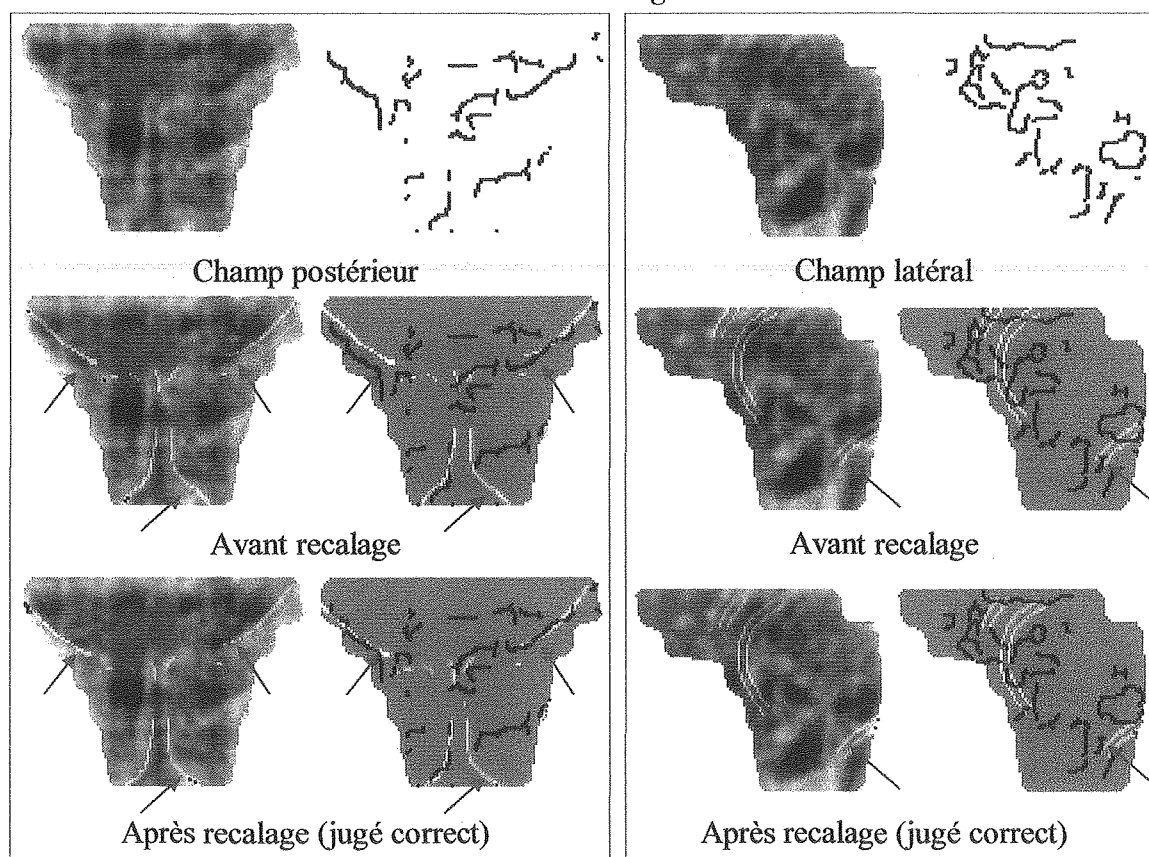 Champ postérieur
Champ latéral
Avant recalage
Avant recalage
Après recalage (jugé correct)
Après recalage (jugé correct)